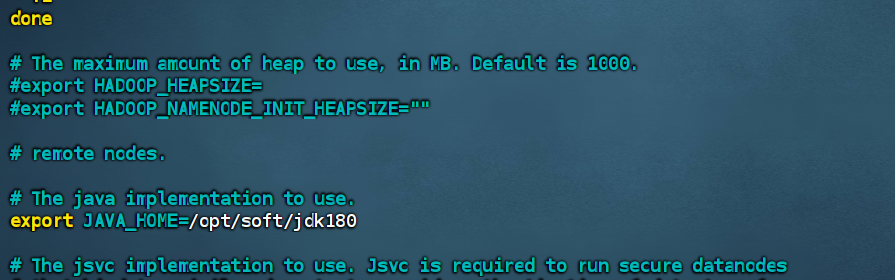 done
# The maximum amount of heap to use, in MB. Default is 1000.
#export HADOOP_HEAPSIZE=
#export HADOOP_NAMENODE_INIT_HEAPSIZE=""
# remote nodes.
# The java implementation to use.
export JAVA_HOME=/opt/soft/jdk180
# The jsvc implementation to use. Jsvc is required to run secure datanodes